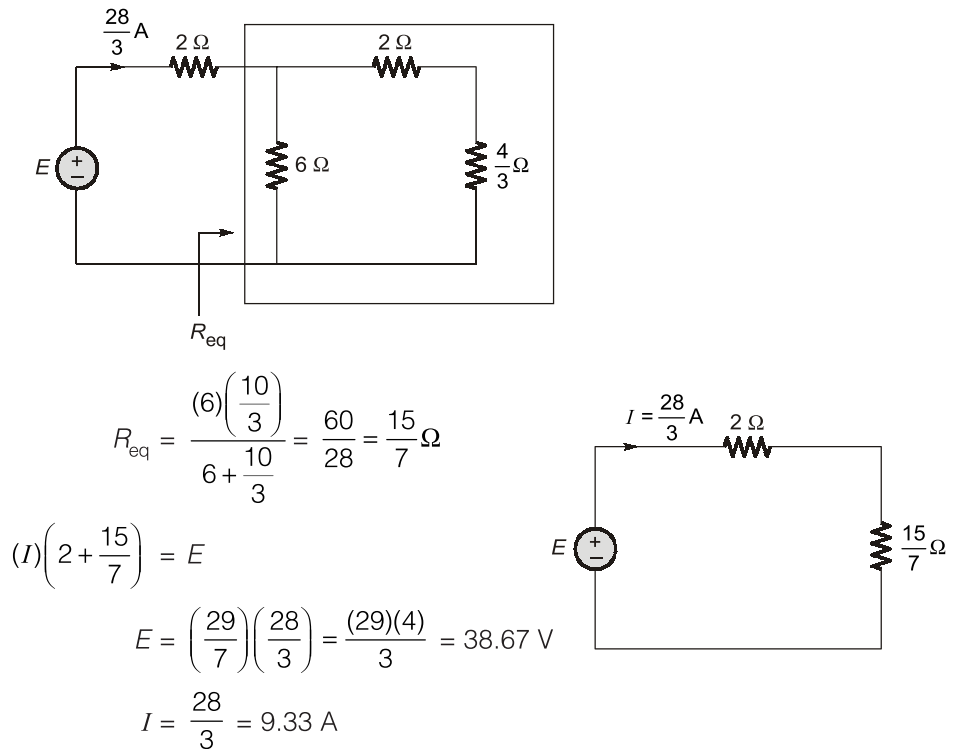 28/3 A
2 Ω
2 Ω
E
+
−
6 Ω
4/3 Ω
R_eq
R_eq = (6)(10/3) / (6 + 10/3) = 60/28 = 15/7 Ω
I = 28/3 A
2 Ω
(I)(2 + 15/7) = E
E
+
−
15/7 Ω
E = (29/7)(28/3) = (29)(4)/3 = 38.67 V
I = 28/3 = 9.33 A